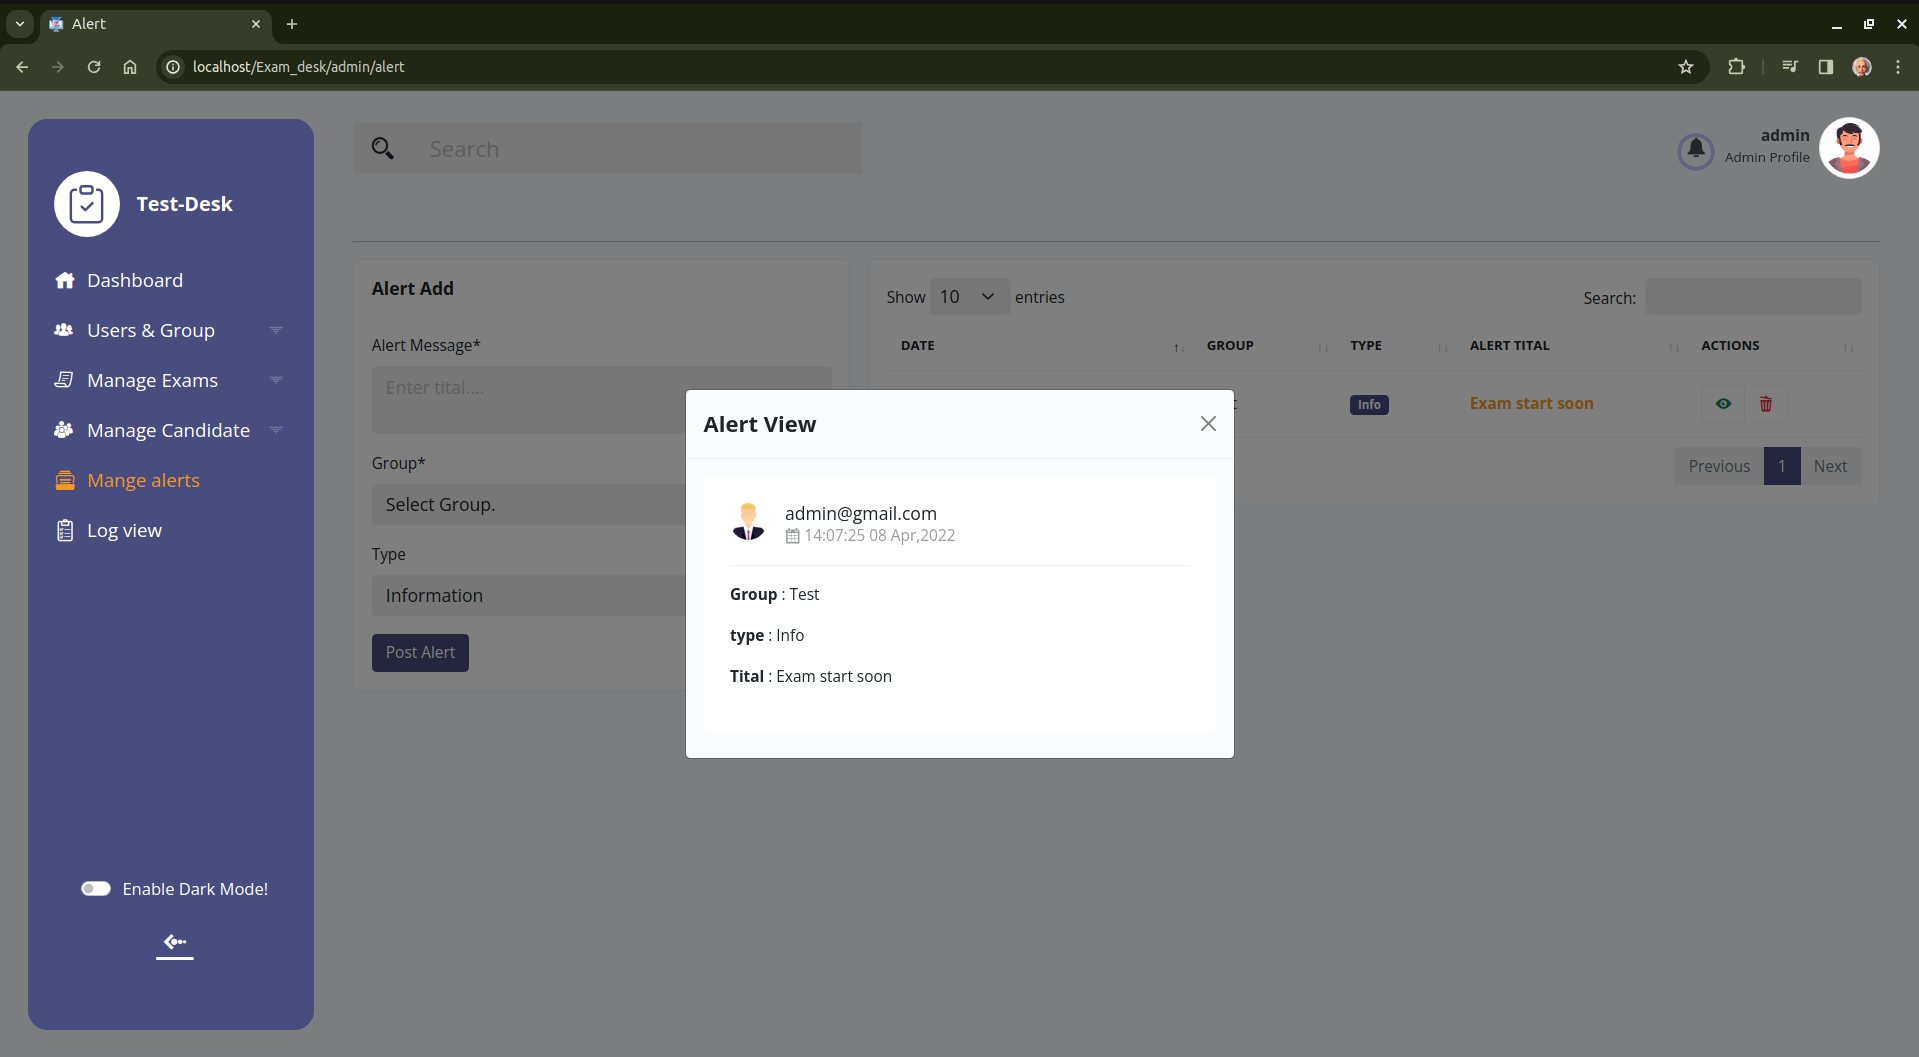 Alert
localhost/Exam_desk/admin/alert
Test-Desk
Dashboard
Users & Group
Manage Exams
Manage Candidate
Mange alerts
Log view
Enable Dark Mode!
Search
admin
Admin Profile
Alert Add
Alert Message*
Enter tital....
Group*
Select Group.
Type
Information
Post Alert
Show 10 entries
Search:
DATE GROUP TYPE ALERT TITAL ACTIONS
Info Exam start soon
Previous 1 Next
Alert View
admin@gmail.com
14:07:25 08 Apr,2022
Group : Test
type : Info
Tital : Exam start soon